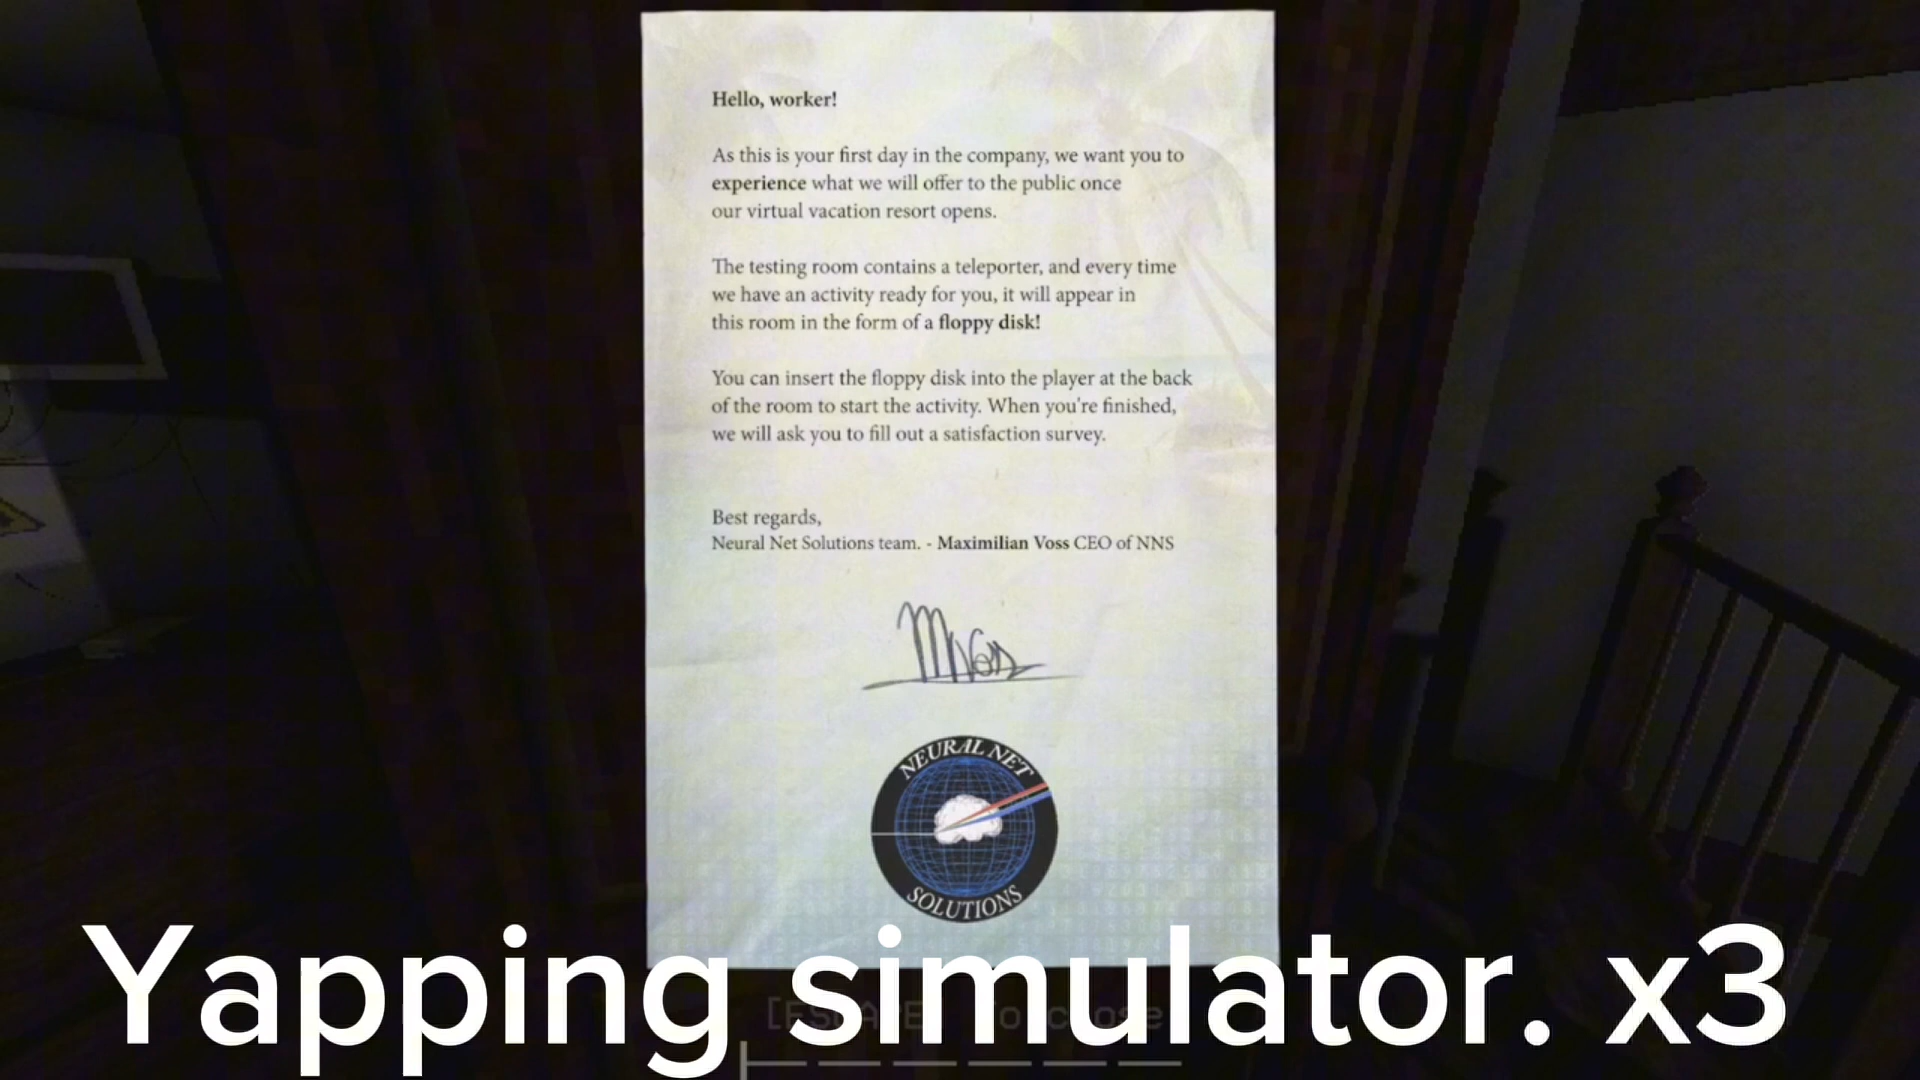 Hello, worker!
As this is your first day in the company, we want you to
experience what we will offer to the public once
our virtual vacation resort opens.
The testing room contains a teleporter, and every time
we have an activity ready for you, it will appear in
this room in the form of a floppy disk!
You can insert the floppy disk into the player at the back
of the room to start the activity. When you're finished,
we will ask you to fill out a satisfaction survey.
Best regards,
Neural Net Solutions team. - Maximilian Voss CEO of NNS
MVoss
NEURAL NET
SOLUTIONS
Yapping simulator. x3
[ESCAPE] To close